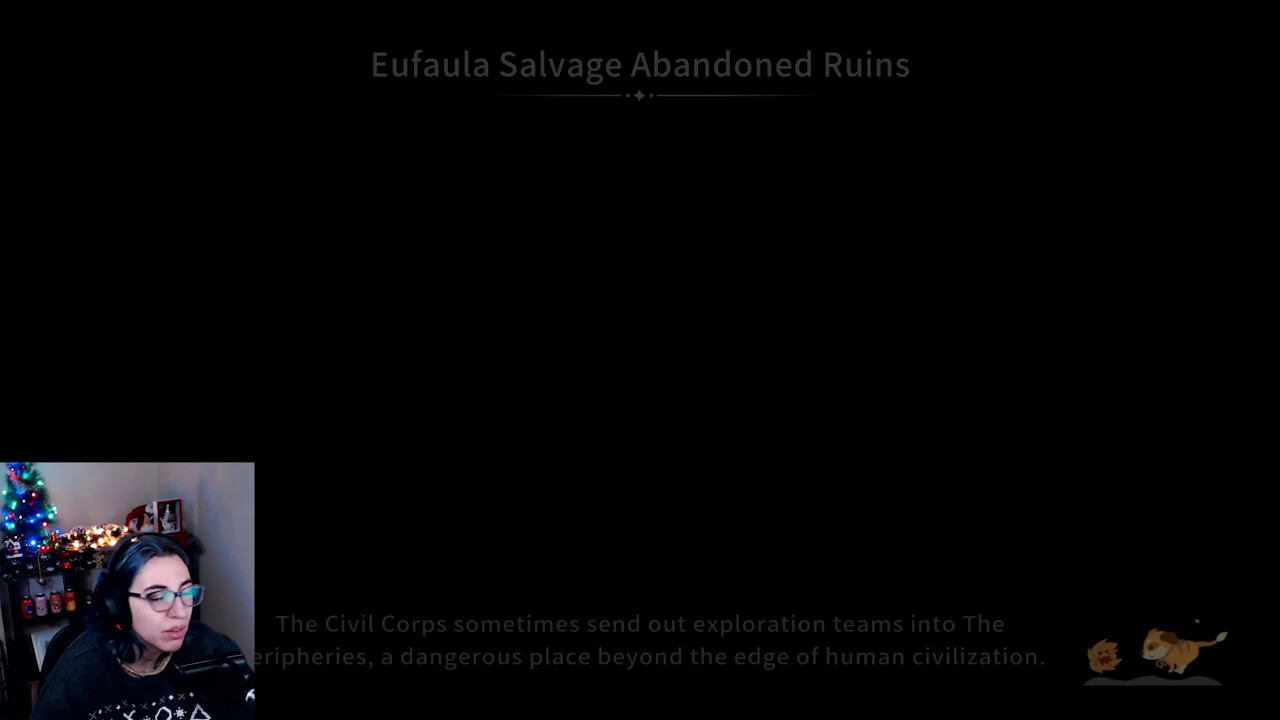 Eufaula Salvage Abandoned Ruins
The Civil Corps sometimes send out exploration teams into The
eripheries, a dangerous place beyond the edge of human civilization.